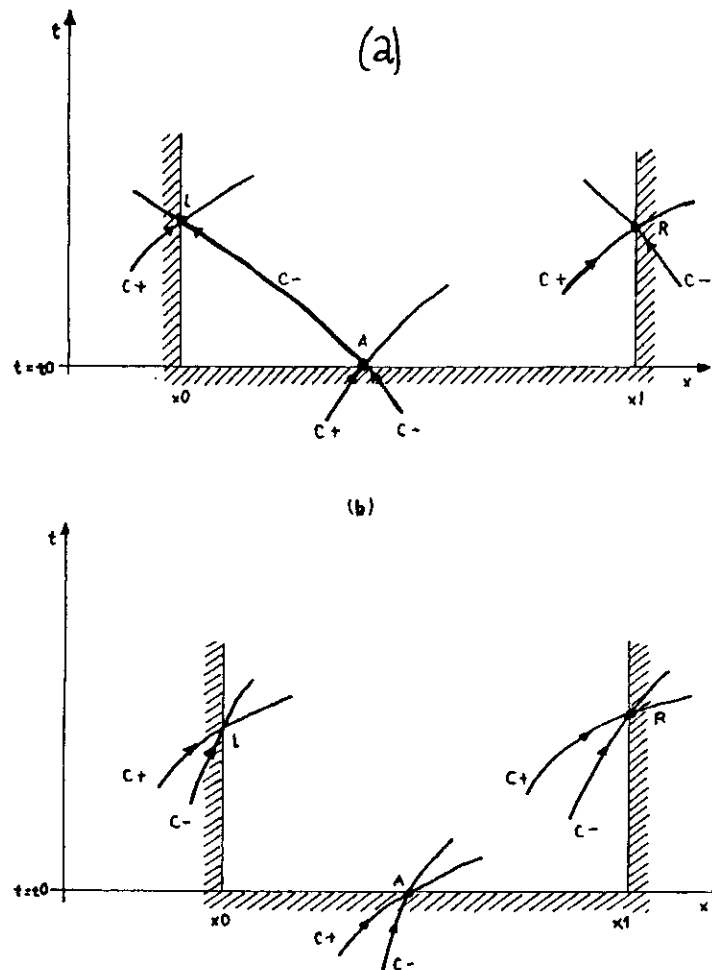 (a)
t
L
R
C+
C-
C+
C-
A
t=t0
x0
x1
x
C+
C-
(b)
t
L
R
C+
C-
C+
C-
A
t=t0
x0
x1
x
C+
C-